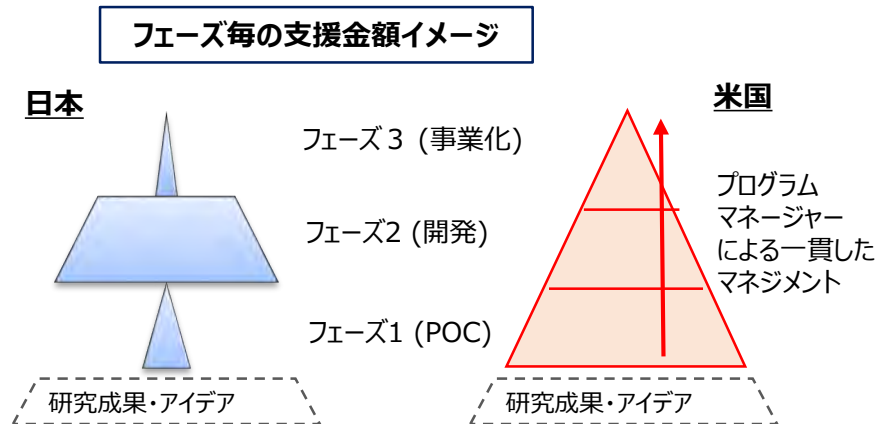 フェーズ毎の支援金額イメージ
日本
米国
フェーズ３ (事業化)
フェーズ2 (開発)
フェーズ1 (POC)
プログラム
マネージャー
による一貫した
マネジメント
研究成果・アイデア
研究成果・アイデア